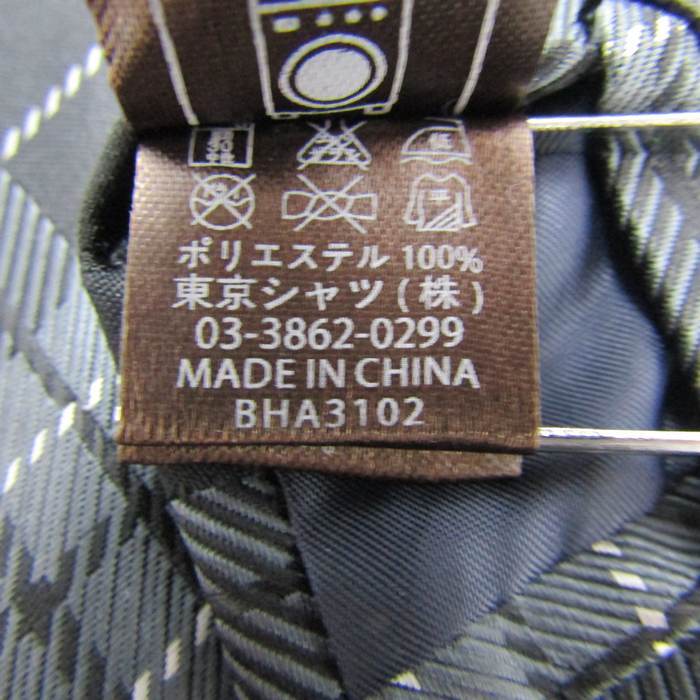 ポリエステル 100%
東京シャツ(株)
03-3862-0299
MADE IN CHINA
BHA3102